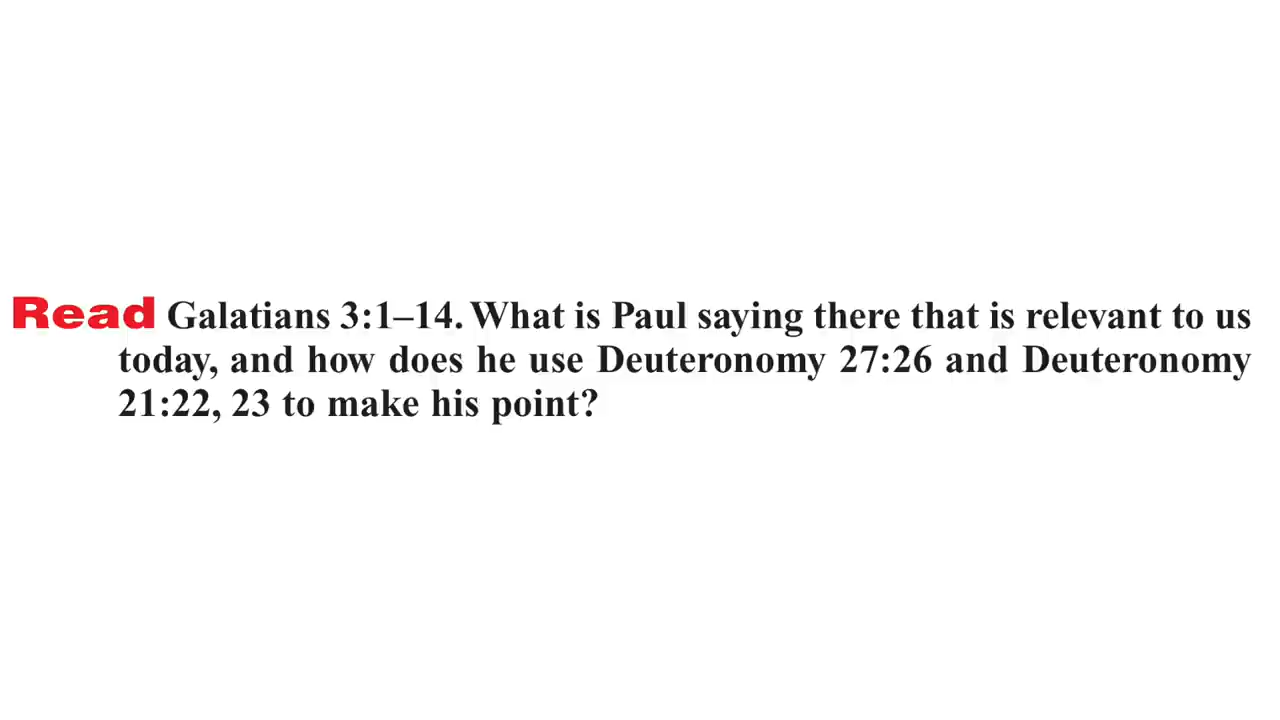 Read Galatians 3:1–14. What is Paul saying there that is relevant to us
today, and how does he use Deuteronomy 27:26 and Deuteronomy
21:22, 23 to make his point?